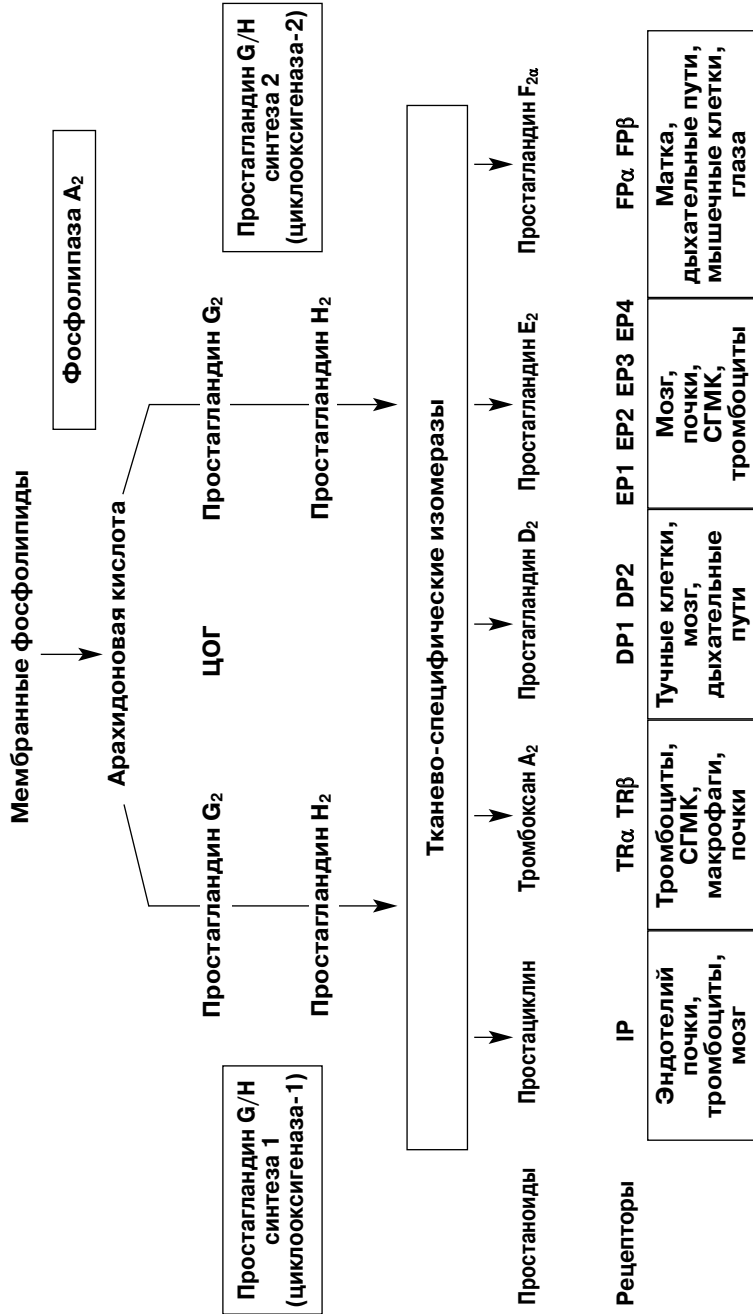 Мембранные фосфолипиды
Фосфолипаза A₂
Арахидоновая кислота
Простагландин G/H
синтеза 1
(циклооксигеназа-1)
Простагландин G₂
ЦОГ
Простагландин G₂
Простагландин G/H
синтеза 2
(циклооксигеназа-2)
Простагландин H₂
Простагландин H₂
Тканево-специфические изомеразы
Простаноиды
Простациклин
Тромбоксан A₂
Простагландин D₂
Простагландин E₂
Простагландин F₂α
Рецепторы
IP
TRα TRβ
DP1 DP2
EP1 EP2 EP3 EP4
FPα FPβ
Эндотелий
почки,
тромбоциты,
мозг
Тромбоциты,
СГМК,
макрофаги,
почки
Тучные клетки,
мозг,
дыхательные
пути
Мозг,
почки,
СГМК,
тромбоциты
Матка,
дыхательные пути,
мышечные клетки,
глаза